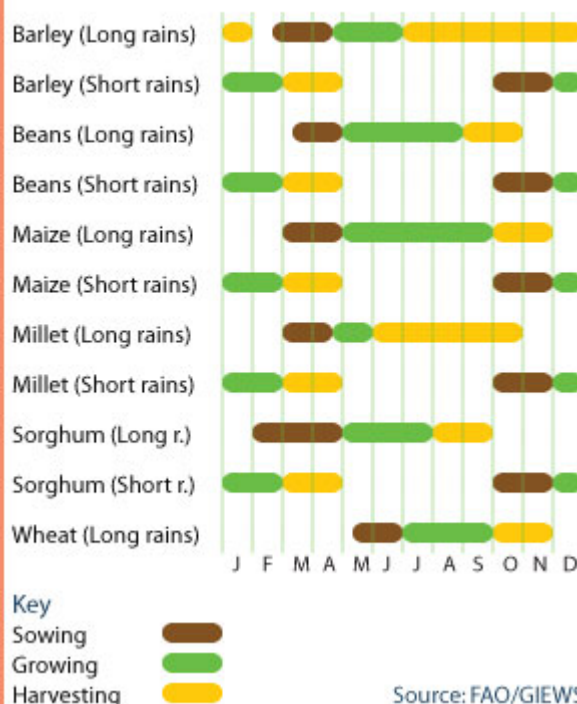 Barley (Long rains)
Barley (Short rains)
Beans (Long rains)
Beans (Short rains)
Maize (Long rains)
Maize (Short rains)
Millet (Long rains)
Millet (Short rains)
Sorghum (Long r.)
Sorghum (Short r.)
Wheat (Long rains)
J F M A M J J A S O N D
Key
Sowing
Growing
Harvesting
Source: FAO/GIEWS